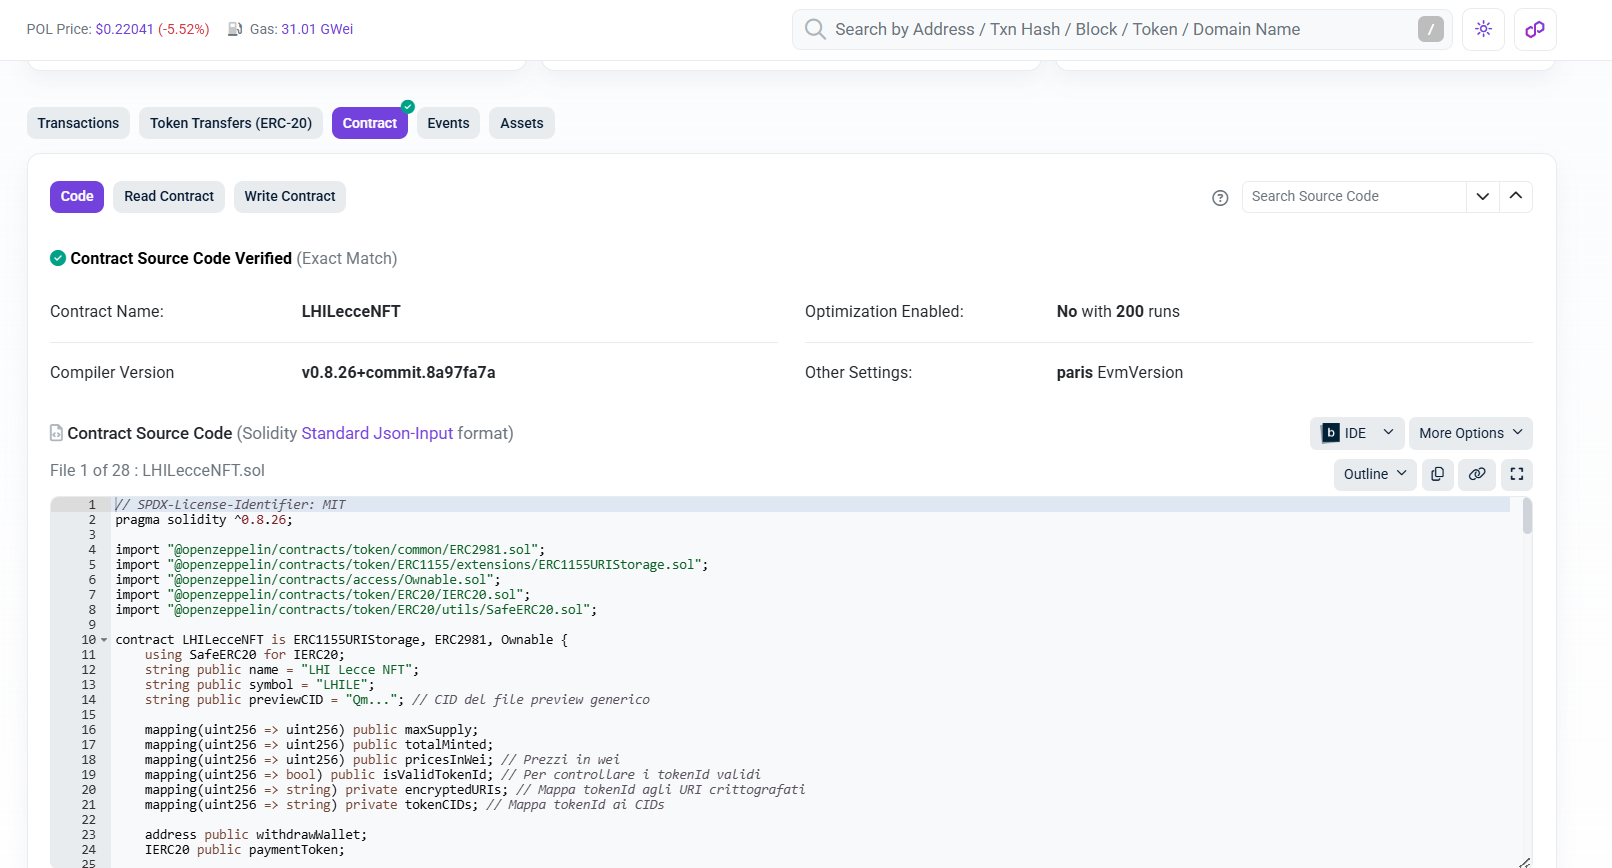 POL Price: $0.22041 (-5.52%) Gas: 31.01 GWei
Search by Address / Txn Hash / Block / Token / Domain Name /
Transactions Token Transfers (ERC-20) Contract Events Assets
Code Read Contract Write Contract Search Source Code
Contract Source Code Verified (Exact Match)
Contract Name: LHILecceNFT Optimization Enabled: No with 200 runs
Compiler Version v0.8.26+commit.8a97fa7a Other Settings: paris EvmVersion
Contract Source Code (Solidity Standard Json-Input format) b IDE More Options
File 1 of 28 : LHILecceNFT.sol Outline
1 // SPDX-License-Identifier: MIT
2 pragma solidity ^0.8.26;
3
4 import "@openzeppelin/contracts/token/common/ERC2981.sol";
5 import "@openzeppelin/contracts/token/ERC1155/extensions/ERC1155URIStorage.sol";
6 import "@openzeppelin/contracts/access/Ownable.sol";
7 import "@openzeppelin/contracts/token/ERC20/IERC20.sol";
8 import "@openzeppelin/contracts/token/ERC20/utils/SafeERC20.sol";
9
10 contract LHILecceNFT is ERC1155URIStorage, ERC2981, Ownable {
11 using SafeERC20 for IERC20;
12 string public name = "LHI Lecce NFT";
13 string public symbol = "LHILE";
14 string public previewCID = "Qm..."; // CID del file preview generico
15
16 mapping(uint256 => uint256) public maxSupply;
17 mapping(uint256 => uint256) public totalMinted;
18 mapping(uint256 => uint256) public pricesInWei; // Prezzi in wei
19 mapping(uint256 => bool) public isValidTokenId; // Per controllare i tokenId validi
20 mapping(uint256 => string) private encryptedURIs; // Mappa tokenId agli URI crittografati
21 mapping(uint256 => string) private tokenCIDs; // Mappa tokenId ai CIDs
22
23 address public withdrawWallet;
24 IERC20 public paymentToken;
25